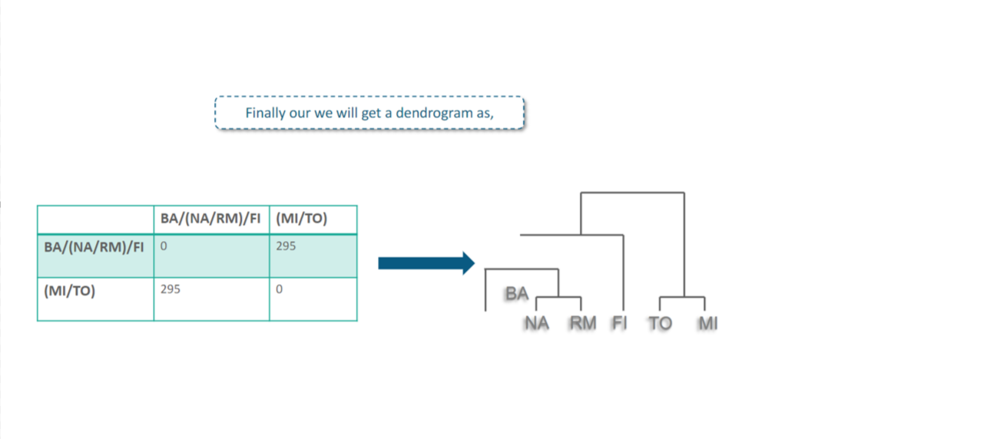 Finally our we will get a dendrogram as,
BA/(NA/RM)/FI (MI/TO)
BA/(NA/RM)/FI 0 295
(MI/TO) 295 0
BA
NA RM FI TO MI